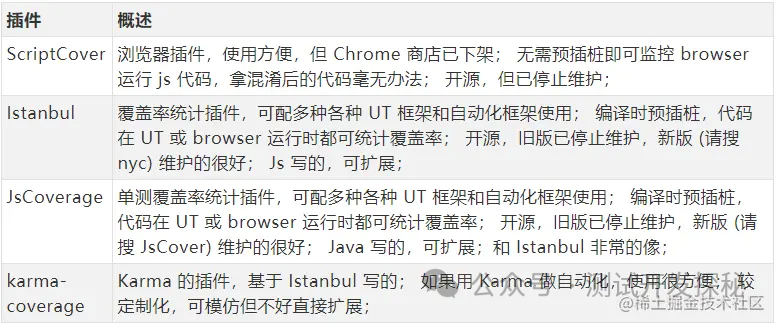 插件 概述
ScriptCover 浏览器插件，使用方便，但 Chrome 商店已下架； 无需预插桩即可监控 browser
运行 js 代码，拿混淆后的代码毫无办法； 开源，但已停止维护；
Istanbul 覆盖率统计插件，可配多种各种 UT 框架和自动化框架使用； 编译时预插桩，代码
在 UT 或 browser 运行时都可统计覆盖率； 开源，旧版已停止维护，新版 (请搜
nyc) 维护的很好； Js 写的，可扩展；
JsCoverage 单测覆盖率统计插件，可配多种各种 UT 框架和自动化框架使用； 编译时预插桩，
代码在 UT 或 browser 运行时都可统计覆盖率； 开源，旧版已停止维护，新版 (请
搜 JsCover) 维护的很好； Java 写的，可扩展；和 Istanbul 非常的像；
karma- Karma 的插件，基于 Istanbul 写的； 如果用 Karma 做自动化，使用很方便； 较
coverage 定制化，可模仿但不好直接扩展；
公众号 · 测试开发探秘
@稀土掘金技术社区